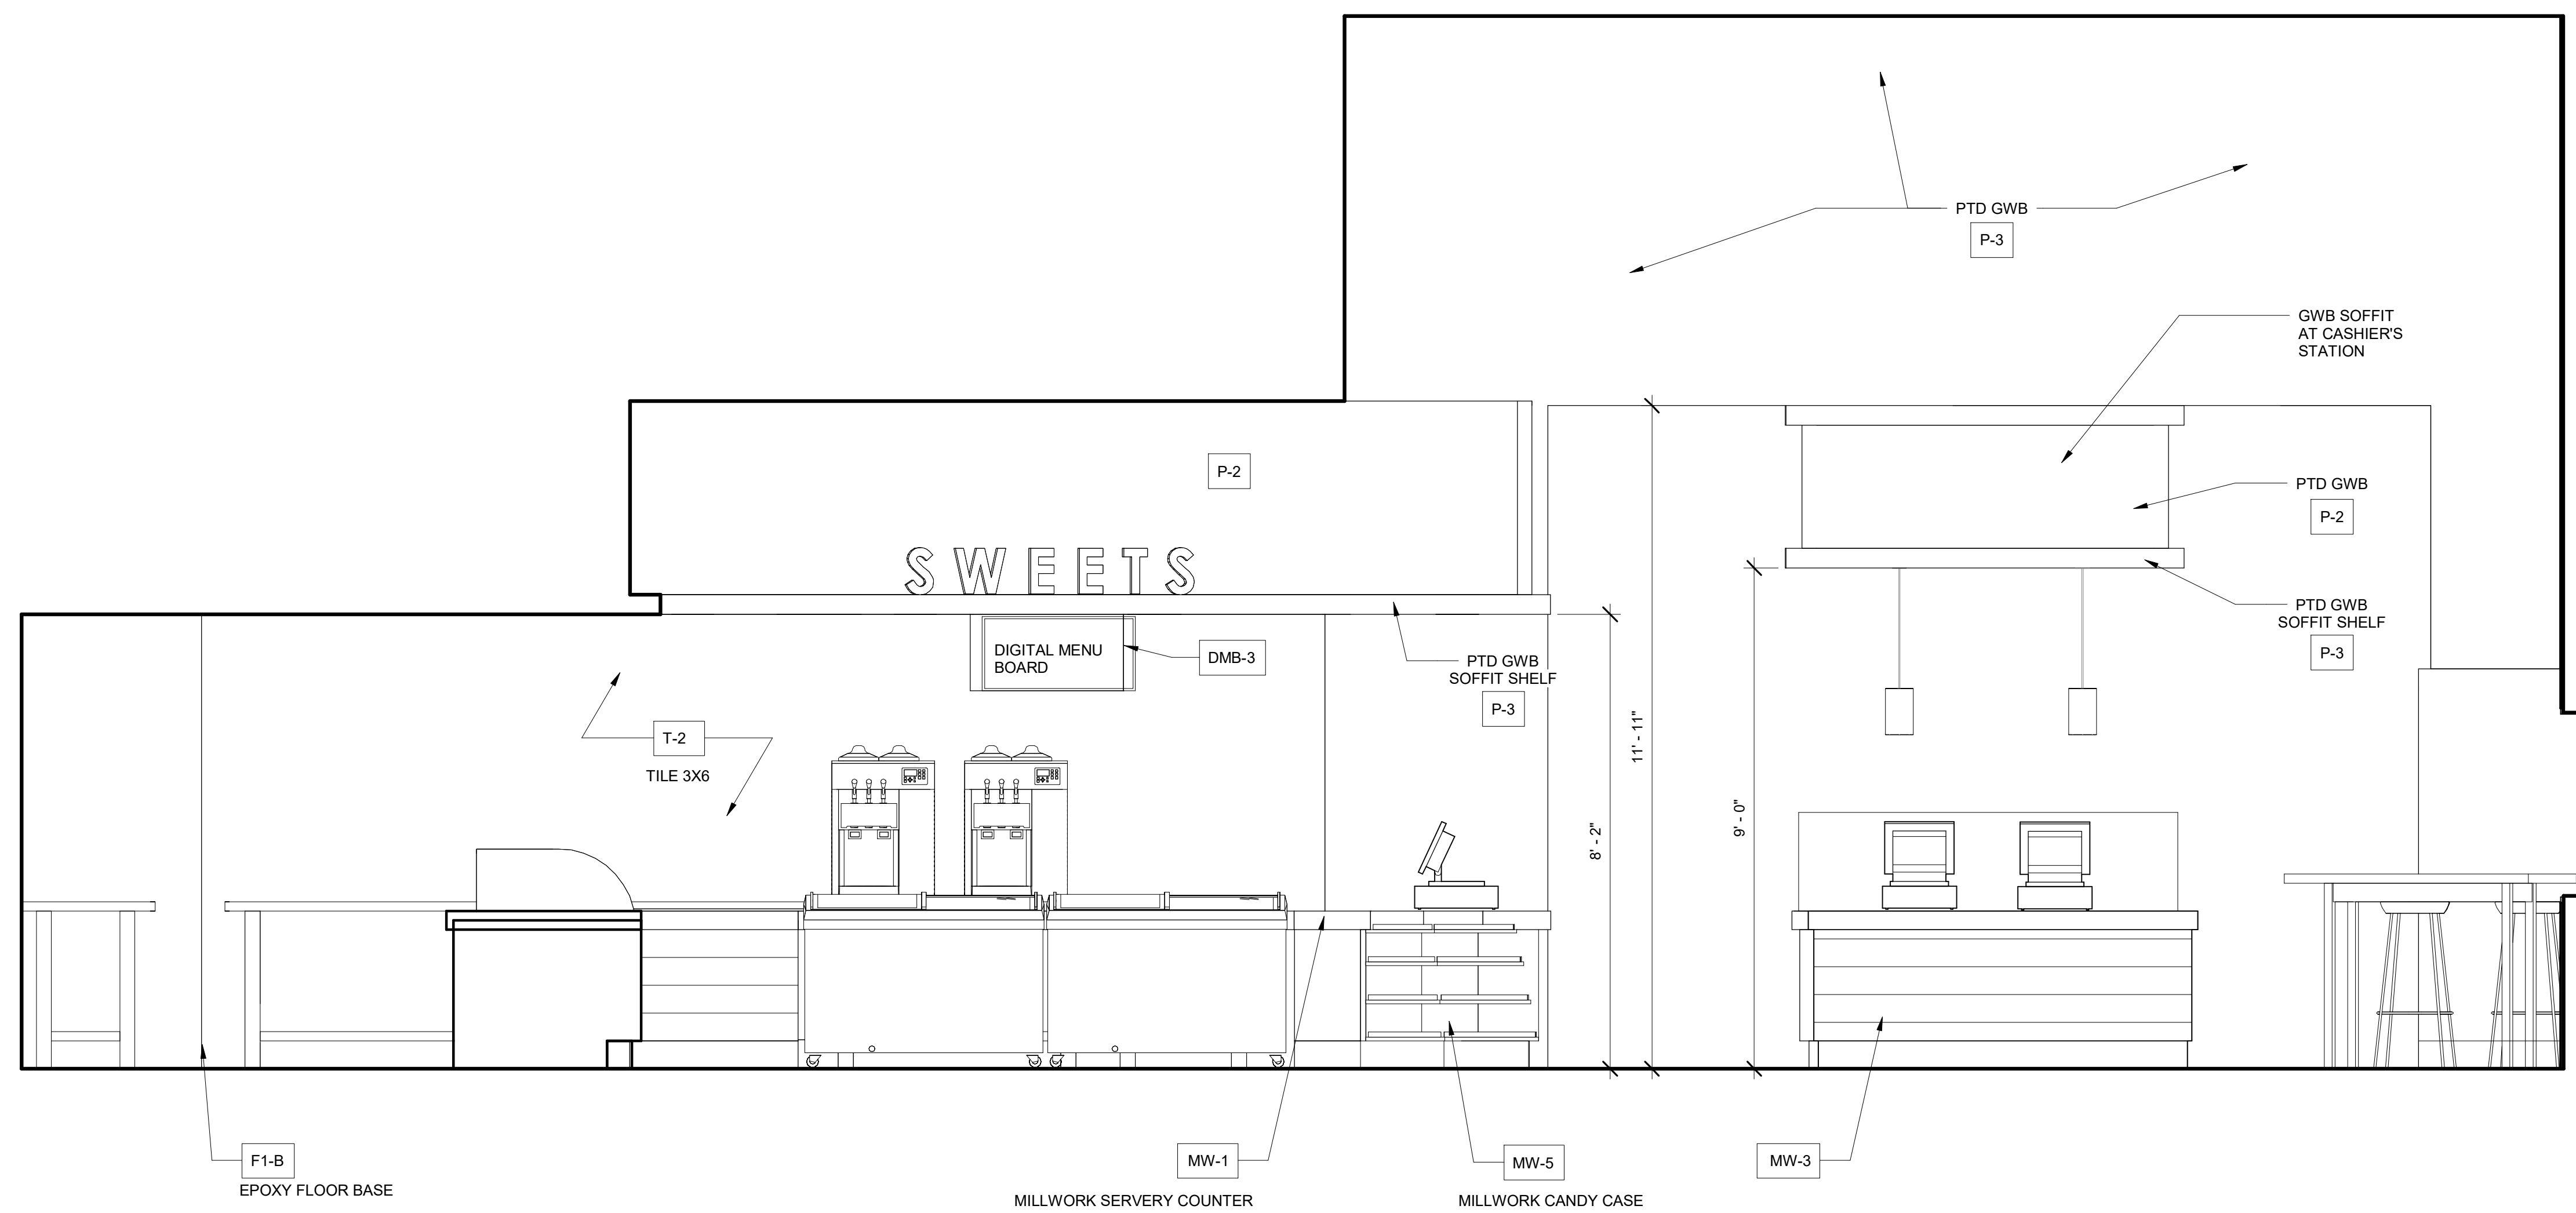 PTD GWB
P-3
GWB SOFFIT
AT CASHIER'S
STATION
P-2
PTD GWB
P-2
SWEETS
PTD GWB
SOFFIT SHELF
P-3
DIGITAL MENU
BOARD
DMB-3
PTD GWB
SOFFIT SHELF
P-3
T-2
TILE 3X6
8' - 2"
11' - 11"
9' - 0"
F1-B
EPOXY FLOOR BASE
MW-1
MILLWORK SERVERY COUNTER
MW-5
MILLWORK CANDY CASE
MW-3